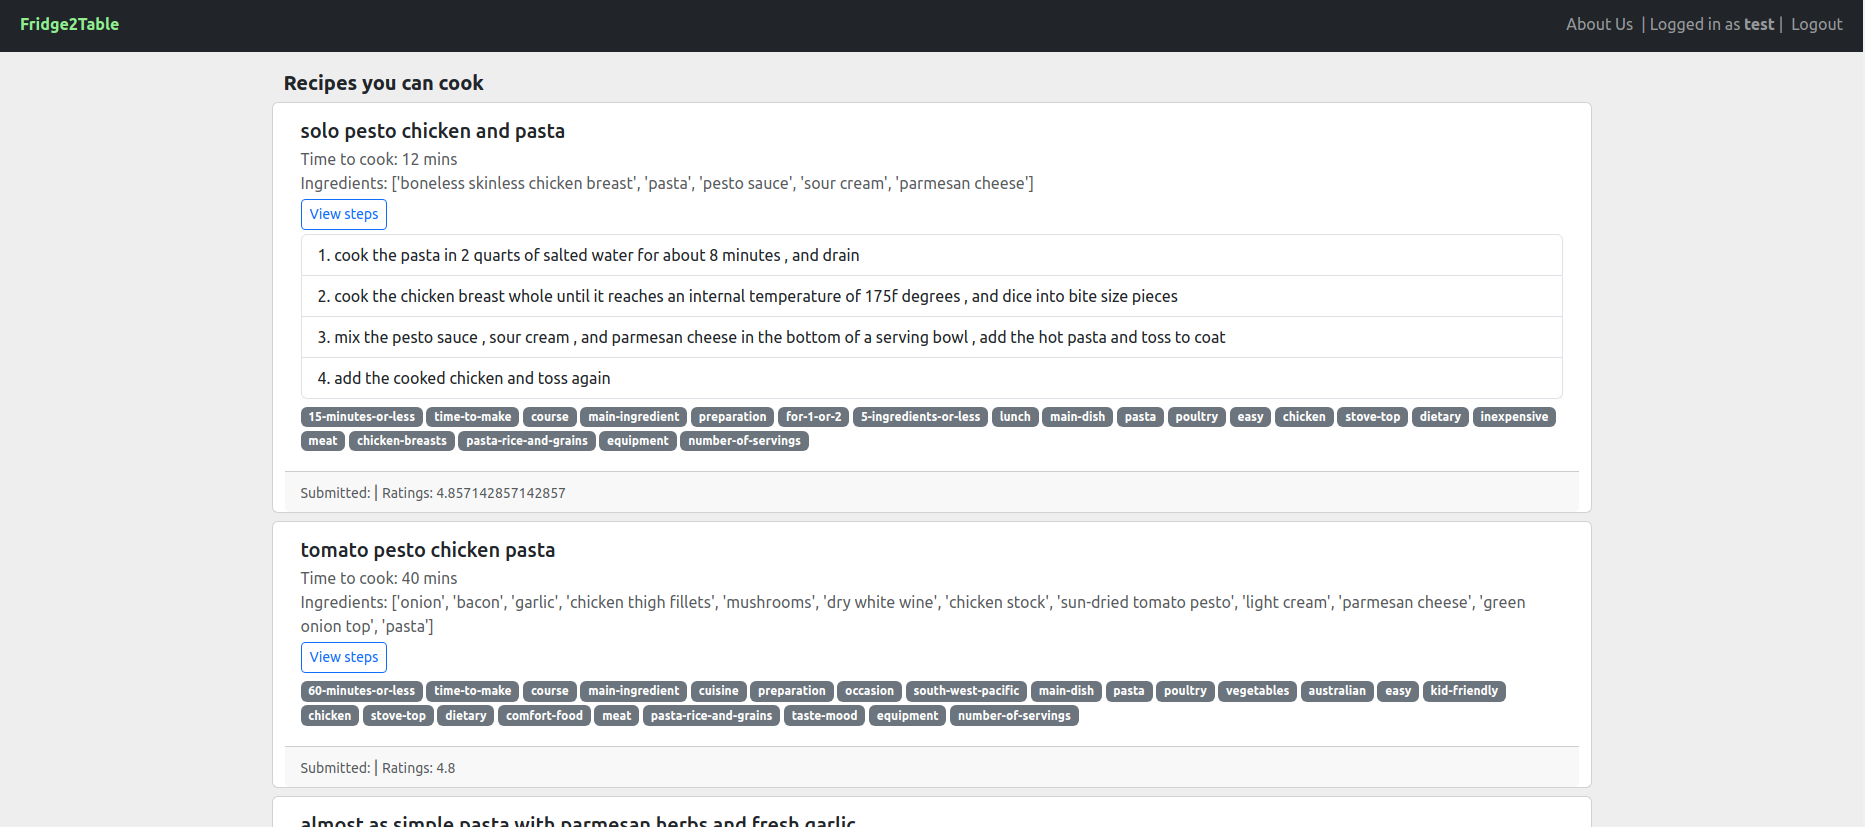 Fridge2Table
About Us | Logged in as test | Logout
Recipes you can cook
solo pesto chicken and pasta
Time to cook: 12 mins
Ingredients: ['boneless skinless chicken breast', 'pasta', 'pesto sauce', 'sour cream', 'parmesan cheese']
View steps
1. cook the pasta in 2 quarts of salted water for about 8 minutes , and drain
2. cook the chicken breast whole until it reaches an internal temperature of 175f degrees , and dice into bite size pieces
3. mix the pesto sauce , sour cream , and parmesan cheese in the bottom of a serving bowl , add the hot pasta and toss to coat
4. add the cooked chicken and toss again
15-minutes-or-less time-to-make course main-ingredient preparation for-1-or-2 5-ingredients-or-less lunch main-dish pasta poultry easy chicken stove-top dietary inexpensive
meat chicken-breasts pasta-rice-and-grains equipment number-of-servings
Submitted: | Ratings: 4.857142857142857
tomato pesto chicken pasta
Time to cook: 40 mins
Ingredients: ['onion', 'bacon', 'garlic', 'chicken thigh fillets', 'mushrooms', 'dry white wine', 'chicken stock', 'sun-dried tomato pesto', 'light cream', 'parmesan cheese', 'green
onion top', 'pasta']
View steps
60-minutes-or-less time-to-make course main-ingredient cuisine preparation occasion south-west-pacific main-dish pasta poultry vegetables australian easy kid-friendly
chicken stove-top dietary comfort-food meat pasta-rice-and-grains taste-mood equipment number-of-servings
Submitted: | Ratings: 4.8
almost as simple pasta with parmesan herbs and fresh garlic